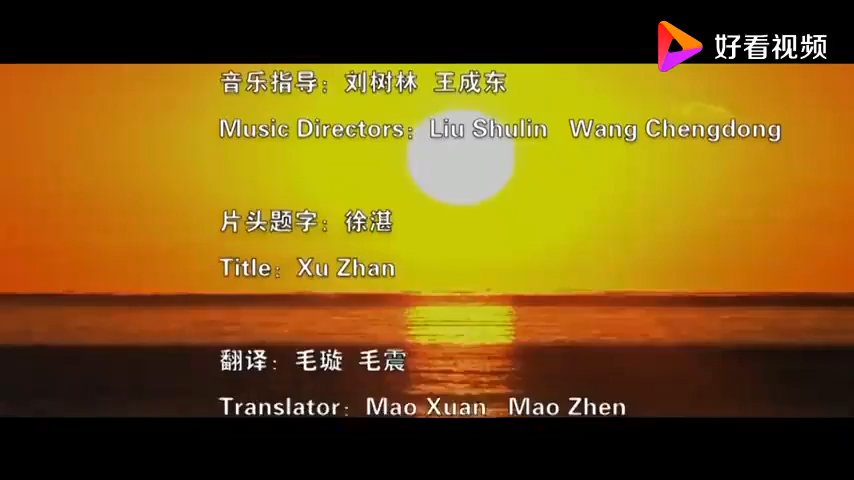 好看视频
音乐指导：刘树林 王成东
Music Directors: Liu Shulin Wang Chengdong
片头题字：徐湛
Title: Xu Zhan
翻译：毛璇 毛震
Translator: Mao Xuan Mao Zhen